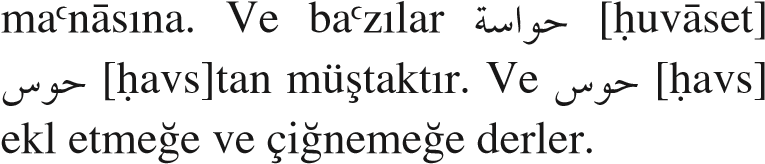 maʿnāsına. Ve baʿzılar حواسة [ḥuvāset]
حوس [ḥavs]tan müştaktır. Ve حوس [ḥavs]
ekl etmeğe ve çiğnemeğe derler.